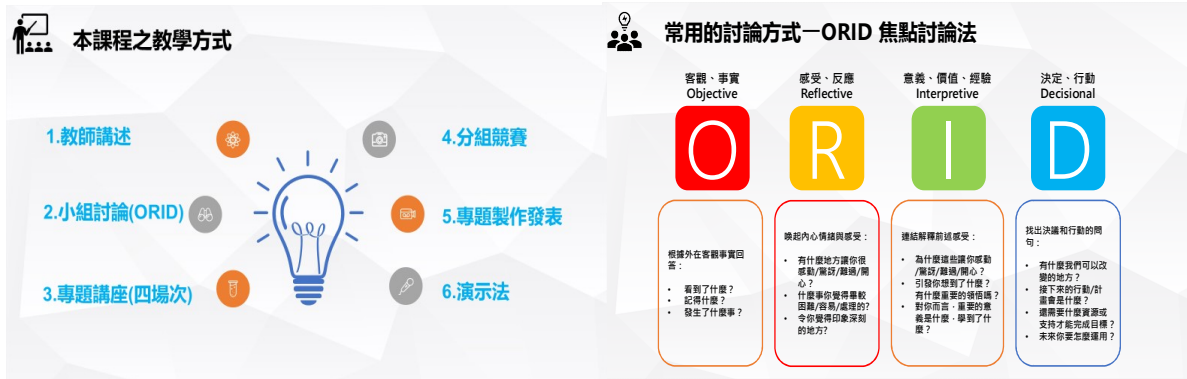 本課程之教學方式
1.教師講述
2.小組討論(ORID)
3.專題講座(四場次)
4.分組競賽
5.專題製作發表
6.演示法
常用的討論方式—ORID 焦點討論法
客觀、事實
Objective
O
根據外在客觀事實回
答：
• 看到了什麼？
• 記得什麼？
• 發生了什麼事？
感受、反應
Reflective
R
喚起內心情緒與感受：
• 有什麼地方讓你很
感動/驚訝/難過/開
心？
• 什麼事你覺得畢較
困難/容易/處理的?
• 令你覺得印象深刻
的地方?
意義、價值、經驗
Interpretive
I
連結解釋前述感受：
• 為什麼這些讓你感動
/驚訝/難過/開心？
• 引發你想到了什麼？
有什麼重要的領悟嗎？
• 對你而言，重要的意
義是什麼，學到了什
麼？
決定、行動
Decisional
D
找出決議和行動的問
句：
• 有什麼我們可以改
變的地方？
• 接下來的行動/計
畫會是什麼？
• 還需要什麼資源或
支持才能完成目標？
• 未來你要怎麼運用？